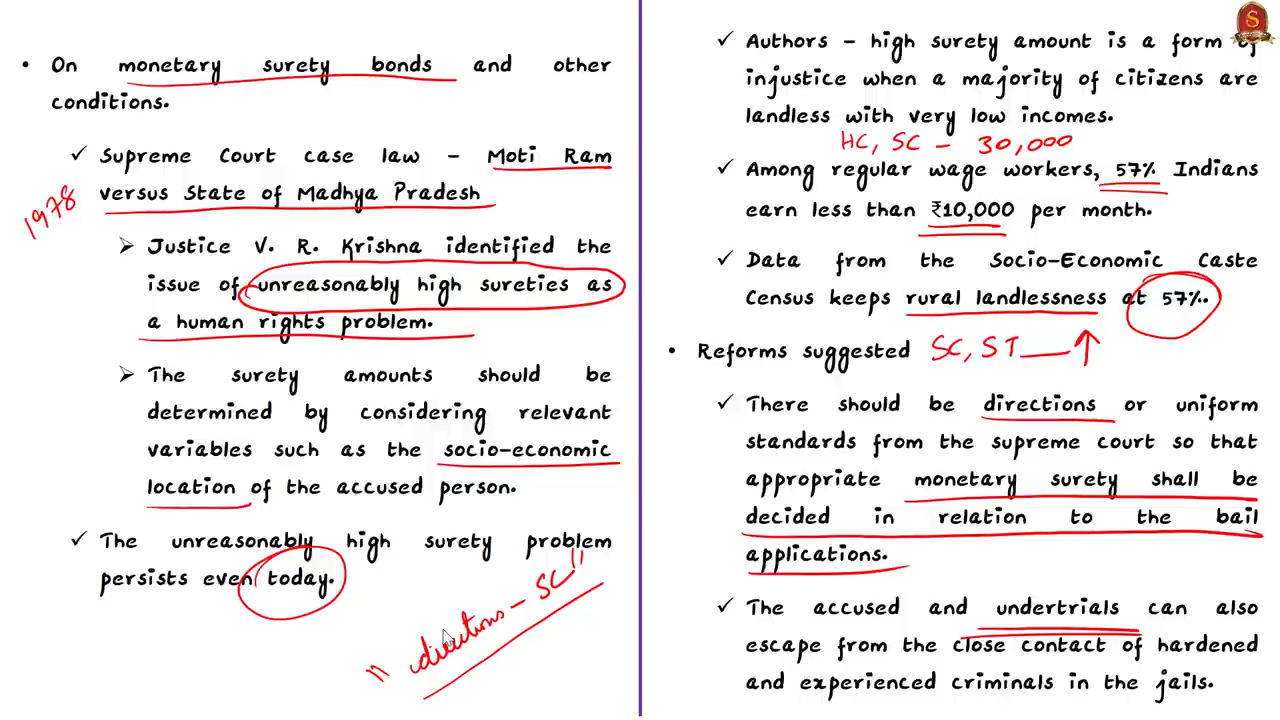 • On monetary surety bonds and other
conditions.
✓ Supreme Court case law - Moti Ram
versus State of Madhya Pradesh
1978
➢ Justice V. R. Krishna identified the
issue of unreasonably high sureties as
a human rights problem.
➢ The surety amounts should be
determined by considering relevant
variables such as the socio-economic
location of the accused person.
✓ The unreasonably high surety problem
persists even today.
" directions - SC "
✓ Authors - high surety amount is a form of
injustice when a majority of citizens are
landless with very low incomes.
HC, SC - 30,000
✓ Among regular wage workers, 57% Indians
earn less than ₹10,000 per month.
✓ Data from the Socio-Economic Caste
Census keeps rural landlessness at 57%.
• Reforms suggested SC, ST
✓ There should be directions or uniform
standards from the supreme court so that
appropriate monetary surety shall be
decided in relation to the bail
applications.
✓ The accused and undertrials can also
escape from the close contact of hardened
and experienced criminals in the jails.
S